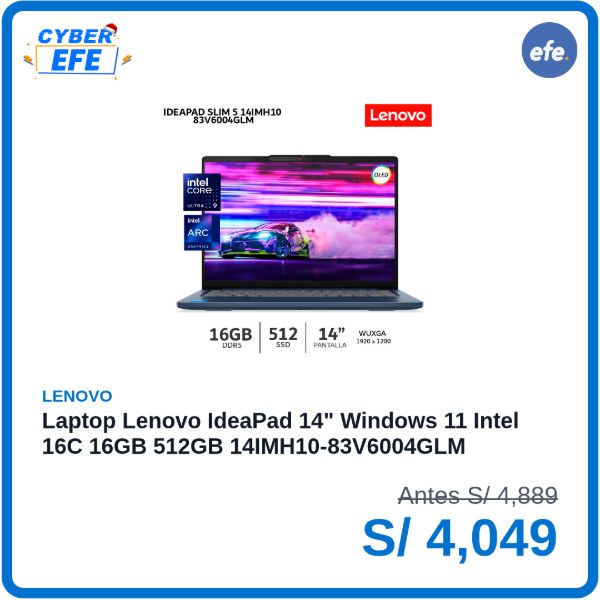 CYBER
EFE
efe.
IDEAPAD SLIM 5 14IMH10
83V6004GLM
Lenovo
OLED
intel
CORE
ULTRA 9
intel
ARC
GRAPHICS
16GB
DDR5
512
SSD
14”
PANTALLA
WUXGA
1920 x 1200
LENOVO
Laptop Lenovo IdeaPad 14" Windows 11 Intel
16C 16GB 512GB 14IMH10-83V6004GLM
Antes S/ 4,889
S/ 4,049